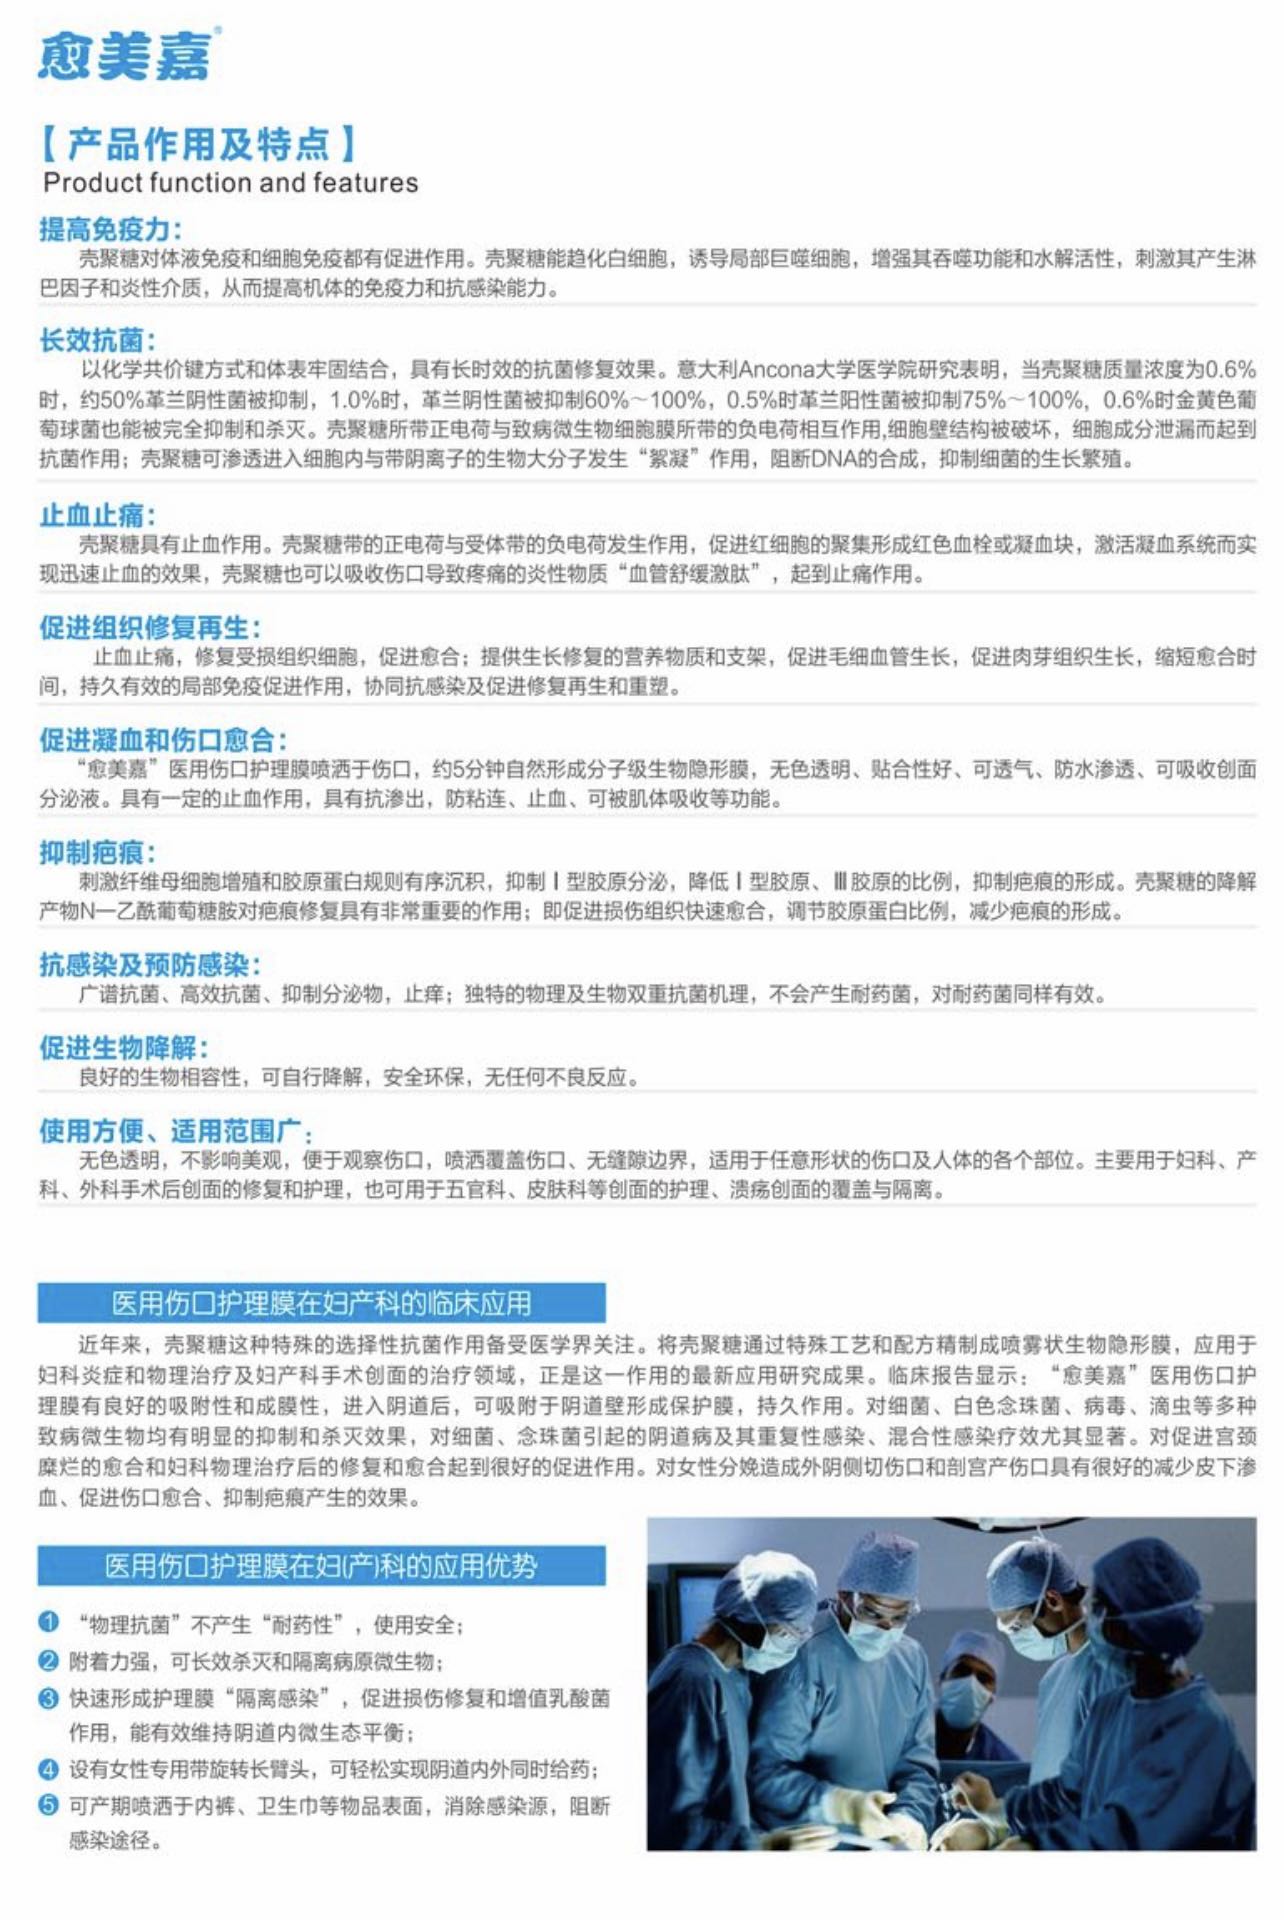 愈美嘉®
【产品作用及特点】
Product function and features
提高免疫力：
壳聚糖对体液免疫和细胞免疫都有促进作用。壳聚糖能趋化白细胞，诱导局部巨噬细胞，增强其吞噬功能和水解活性，刺激其产生淋
巴因子和炎性介质，从而提高机体的免疫力和抗感染能力。
长效抗菌：
以化学共价键方式和体表牢固结合，具有长时效的抗菌修复效果。意大利Ancona大学医学院研究表明，当壳聚糖质量浓度为0.6%
时，约50%革兰阴性菌被抑制，1.0%时，革兰阴性菌被抑制60%～100%，0.5%时革兰阳性菌被抑制75%～100%，0.6%时金黄色葡
萄球菌也能被完全抑制和杀灭。壳聚糖所带正电荷与致病微生物细胞膜所带的负电荷相互作用,细胞壁结构被破坏，细胞成分泄漏而起到
抗菌作用；壳聚糖可渗透进入细胞内与带阴离子的生物大分子发生“絮凝”作用，阻断DNA的合成，抑制细菌的生长繁殖。
止血止痛：
壳聚糖具有止血作用。壳聚糖带的正电荷与受体带的负电荷发生作用，促进红细胞的聚集形成红色血栓或凝血块，激活凝血系统而实
现迅速止血的效果，壳聚糖也可以吸收伤口导致疼痛的炎性物质“血管舒缓激肽”，起到止痛作用。
促进组织修复再生：
止血止痛，修复受损组织细胞，促进愈合；提供生长修复的营养物质和支架，促进毛细血管生长，促进肉芽组织生长，缩短愈合时
间，持久有效的局部免疫促进作用，协同抗感染及促进修复再生和重塑。
促进凝血和伤口愈合：
“愈美嘉”医用伤口护理膜喷洒于伤口，约5分钟自然形成分子级生物隐形膜，无色透明、贴合性好、可透气、防水渗透、可吸收创面
分泌液。具有一定的止血作用，具有抗渗出，防粘连、止血、可被肌体吸收等功能。
抑制疤痕：
刺激纤维母细胞增殖和胶原蛋白规则有序沉积，抑制Ⅰ型胶原分泌，降低Ⅰ型胶原、Ⅲ胶原的比例，抑制疤痕的形成。壳聚糖的降解
产物N—乙酰葡萄糖胺对疤痕修复具有非常重要的作用；即促进损伤组织快速愈合，调节胶原蛋白比例，减少疤痕的形成。
抗感染及预防感染：
广谱抗菌、高效抗菌、抑制分泌物，止痒；独特的物理及生物双重抗菌机理，不会产生耐药菌，对耐药菌同样有效。
促进生物降解：
良好的生物相容性，可自行降解，安全环保，无任何不良反应。
使用方便、适用范围广：
无色透明，不影响美观，便于观察伤口，喷洒覆盖伤口、无缝隙边界，适用于任意形状的伤口及人体的各个部位。主要用于妇科、产
科、外科手术后创面的修复和护理，也可用于五官科、皮肤科等创面的护理、溃疡创面的覆盖与隔离。
医用伤口护理膜在妇产科的临床应用
近年来，壳聚糖这种特殊的选择性抗菌作用备受医学界关注。将壳聚糖通过特殊工艺和配方精制成喷雾状生物隐形膜，应用于
妇科炎症和物理治疗及妇产科手术创面的治疗领域，正是这一作用的最新应用研究成果。临床报告显示：“愈美嘉”医用伤口护
理膜有良好的吸附性和成膜性，进入阴道后，可吸附于阴道壁形成保护膜，持久作用。对细菌、白色念珠菌、病毒、滴虫等多种
致病微生物均有明显的抑制和杀灭效果，对细菌、念珠菌引起的阴道病及其重复性感染、混合性感染疗效尤其显著。对促进宫颈
糜烂的愈合和妇科物理治疗后的修复和愈合起到很好的促进作用。对女性分娩造成外阴侧切伤口和剖宫产伤口具有很好的减少皮下渗
血、促进伤口愈合、抑制疤痕产生的效果。
医用伤口护理膜在妇(产)科的应用优势
1 “物理抗菌”不产生“耐药性”，使用安全；
2 附着力强，可长效杀灭和隔离病原微生物；
3 快速形成护理膜“隔离感染”，促进损伤修复和增值乳酸菌
作用，能有效维持阴道内微生态平衡；
4 设有女性专用带旋转长臂头，可轻松实现阴道内外同时给药；
5 可产期喷洒于内裤、卫生巾等物品表面，消除感染源，阻断
感染途径。